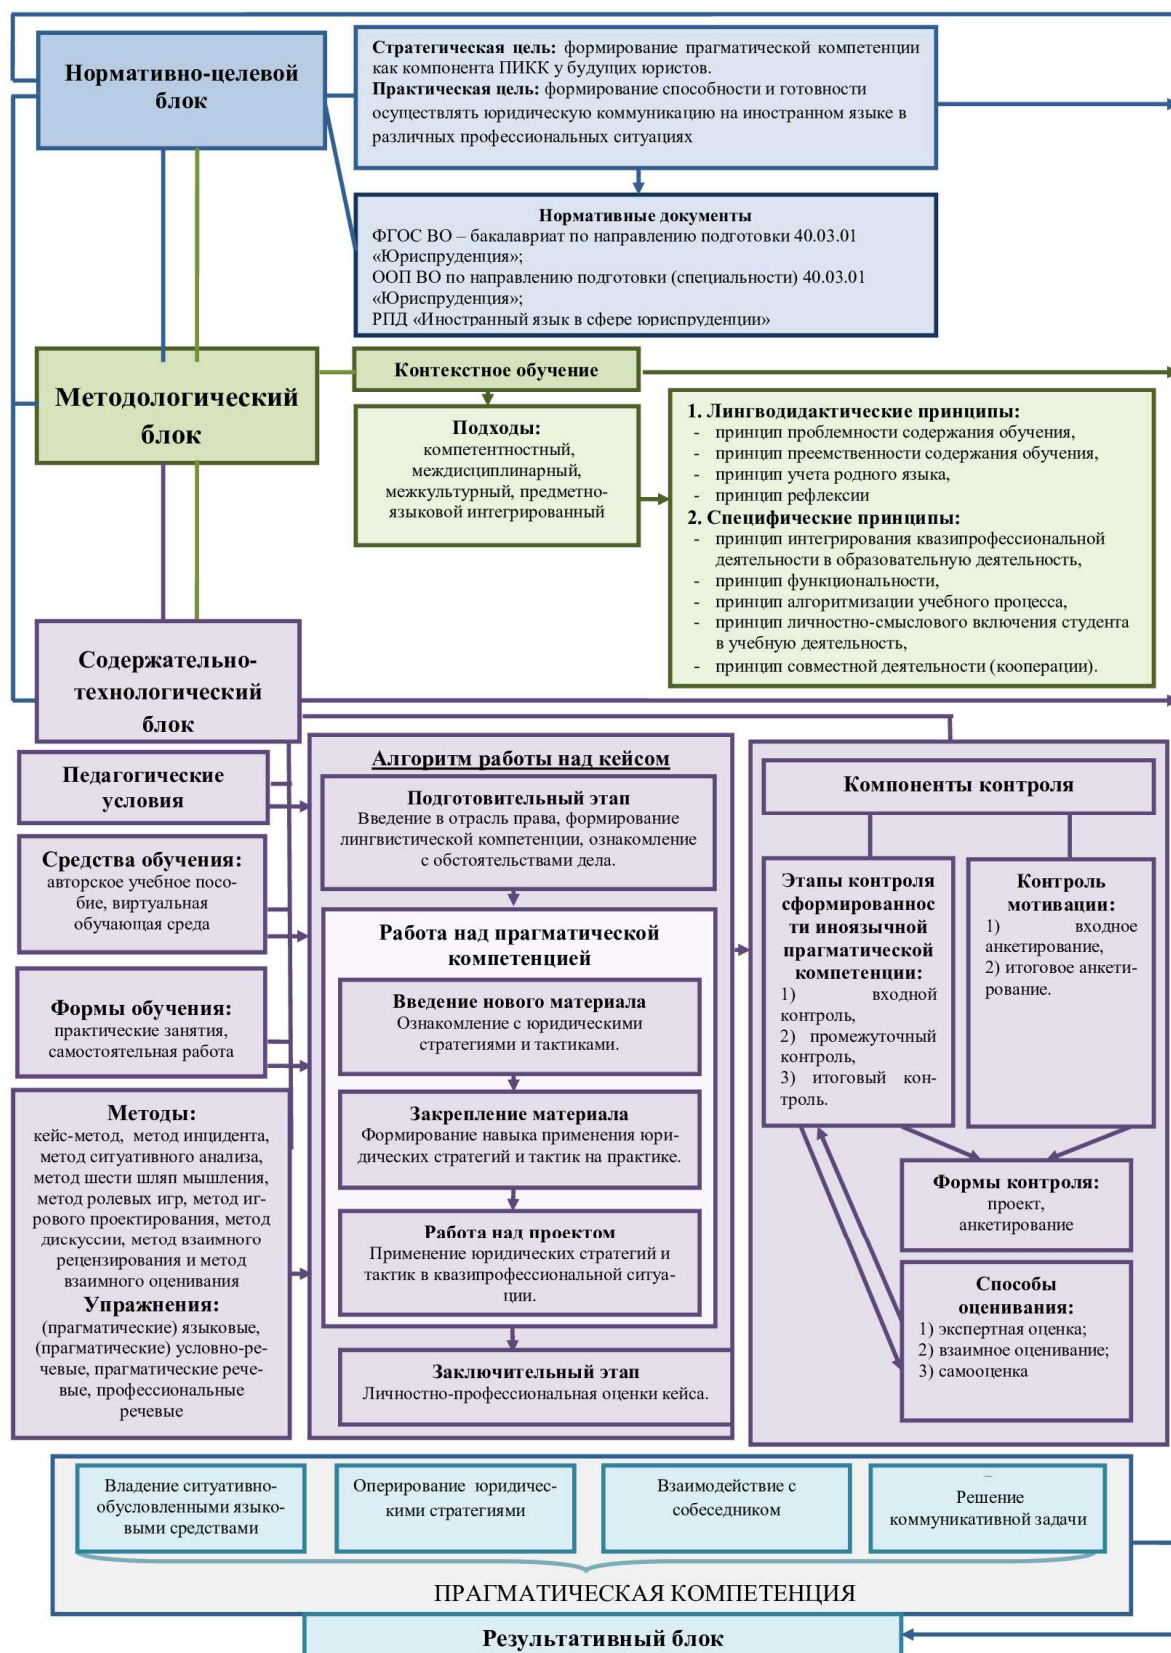 Нормативно-целевой
блок
Стратегическая цель: формирование прагматической компетенции
как компонента ПИКК у будущих юристов.
Практическая цель: формирование способности и готовности
осуществлять юридическую коммуникацию на иностранном языке в
различных профессиональных ситуациях
Нормативные документы
ФГОС ВО – бакалавриат по направлению подготовки 40.03.01
«Юриспруденция»;
ООП ВО по направлению подготовки (специальности) 40.03.01
«Юриспруденция»;
РПД «Иностранный язык в сфере юриспруденции»
Методологический
блок
Контекстное обучение
Подходы:
компетентностный,
междисциплинарный,
межкультурный, предметно-
языковой интегрированный
1. Лингводидактические принципы:
- принцип проблемности содержания обучения,
- принцип преемственности содержания обучения,
- принцип учета родного языка,
- принцип рефлексии
2. Специфические принципы:
- принцип интегрирования квазипрофессиональной
деятельности в образовательную деятельность,
- принцип функциональности,
- принцип алгоритмизации учебного процесса,
- принцип личностно-смыслового включения студента
в учебную деятельность,
- принцип совместной деятельности (кооперации).
Содержательно-
технологический
блок
Педагогические
условия
Средства обучения:
авторское учебное посо-
бие, виртуальная
обучающая среда
Формы обучения:
практические занятия,
самостоятельная работа
Методы:
кейс-метод, метод инцидента,
метод ситуативного анализа,
метод шести шляп мышления,
метод ролевых игр, метод иг-
рового проектирования, метод
дискуссии, метод взаимного
рецензирования и метод
взаимного оценивания
Упражнения:
(прагматические) языковые,
(прагматические) условно-ре-
чевые, прагматические рече-
вые, профессиональные
речевые
Алгоритм работы над кейсом
Подготовительный этап
Введение в отрасль права, формирование
лингвистической компетенции, ознакомление
с обстоятельствами дела.
Работа над прагматической
компетенцией
Введение нового материала
Ознакомление с юридическими
стратегиями и тактиками.
Закрепление материала
Формирование навыка применения юри-
дических стратегий и тактик на практике.
Работа над проектом
Применение юридических стратегий и
тактик в квазипрофессиональной ситуа-
ции.
Заключительный этап
Личностно-профессиональная оценки кейса.
Компоненты контроля
Этапы контроля
сформированнос
ти иноязычной
прагматической
компетенции:
1) входной
контроль,
2) промежуточный
контроль,
3) итоговый кон-
троль.
Контроль
мотивации:
1) входное
анкетирование,
2) итоговое анкети-
рование.
Формы контроля:
проект,
анкетирование
Способы
оценивания:
1) экспертная оценка;
2) взаимное оценивание;
3) самооценка
Владение ситуативно-
обусловленными языко-
выми средствами
Оперирование юридичес-
кими стратегиями
Взаимодействие с
собеседником
Решение
коммуникативной задачи
ПРАГМАТИЧЕСКАЯ КОМПЕТЕНЦИЯ
Результативный блок